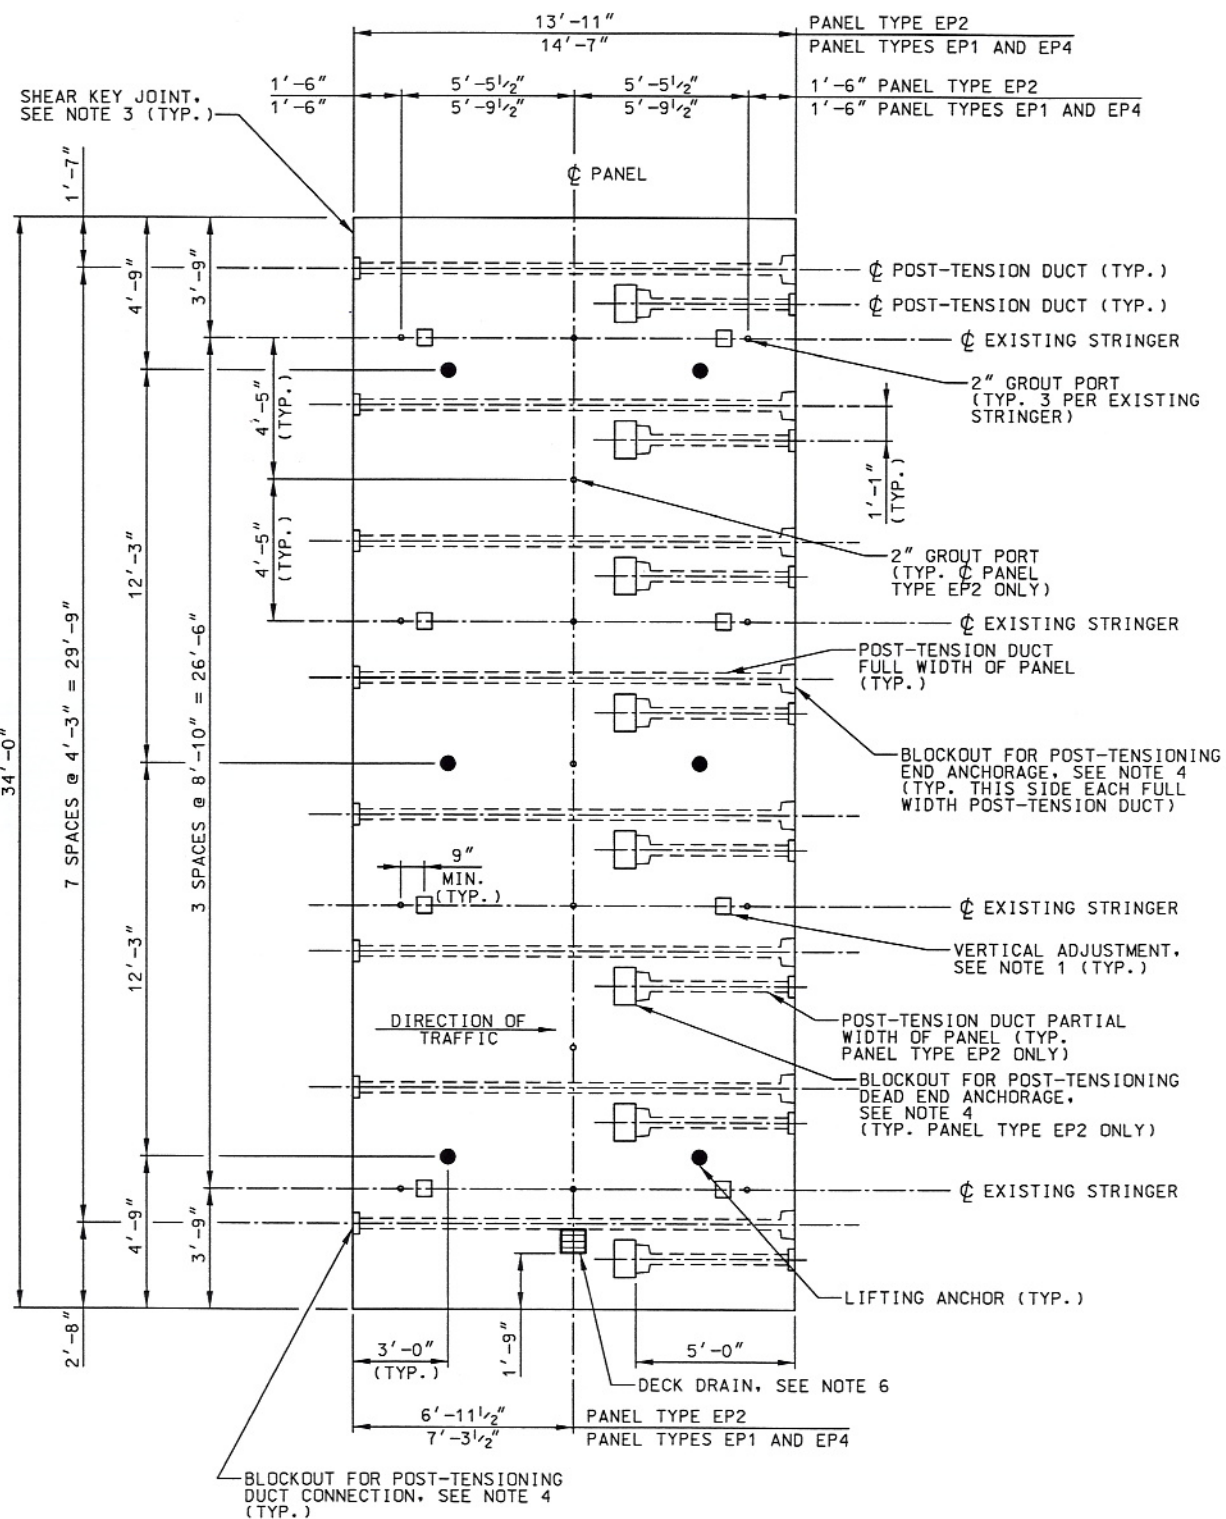 13'-11" PANEL TYPE EP2
14'-7" PANEL TYPES EP1 AND EP4
1'-6" 5'-5½" 5'-5½" 1'-6" PANEL TYPE EP2
1'-6" 5'-9½" 5'-9½" 1'-6" PANEL TYPES EP1 AND EP4
SHEAR KEY JOINT,
SEE NOTE 3 (TYP.)
℄ PANEL
1'-7"
4'-9"
3'-9"
℄ POST-TENSION DUCT (TYP.)
℄ POST-TENSION DUCT (TYP.)
℄ EXISTING STRINGER
2" GROUT PORT
(TYP. 3 PER EXISTING
STRINGER)
4'-5"
(TYP.)
1'-1"
(TYP.)
4'-5"
(TYP.)
12'-3"
2" GROUT PORT
(TYP. ℄ PANEL
TYPE EP2 ONLY)
℄ EXISTING STRINGER
POST-TENSION DUCT
FULL WIDTH OF PANEL
(TYP.)
34'-0"
7 SPACES @ 4'-3" = 29'-9"
3 SPACES @ 8'-10" = 26'-6"
BLOCKOUT FOR POST-TENSIONING
END ANCHORAGE, SEE NOTE 4
(TYP. THIS SIDE EACH FULL
WIDTH POST-TENSION DUCT)
9"
MIN.
(TYP.)
℄ EXISTING STRINGER
12'-3"
VERTICAL ADJUSTMENT,
SEE NOTE 1 (TYP.)
DIRECTION OF
TRAFFIC
POST-TENSION DUCT PARTIAL
WIDTH OF PANEL (TYP.
PANEL TYPE EP2 ONLY)
BLOCKOUT FOR POST-TENSIONING
DEAD END ANCHORAGE,
SEE NOTE 4
(TYP. PANEL TYPE EP2 ONLY)
℄ EXISTING STRINGER
4'-9"
3'-9"
LIFTING ANCHOR (TYP.)
2'-8"
3'-0"
(TYP.)
1'-9"
5'-0"
DECK DRAIN, SEE NOTE 6
6'-11½" PANEL TYPE EP2
7'-3½" PANEL TYPES EP1 AND EP4
BLOCKOUT FOR POST-TENSIONING
DUCT CONNECTION, SEE NOTE 4
(TYP.)